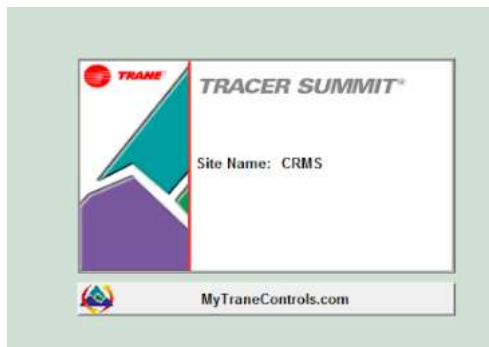 TRANE
TRACER SUMMIT®
Site Name: CRMS
MyTraneControls.com